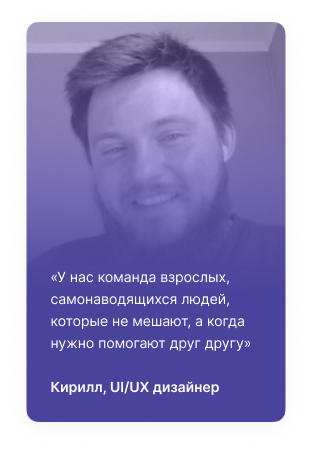 «У нас команда взрослых,
самонаводящихся людей,
которые не мешают, а когда
нужно помогают друг другу»
Кирилл, UI/UX дизайнер